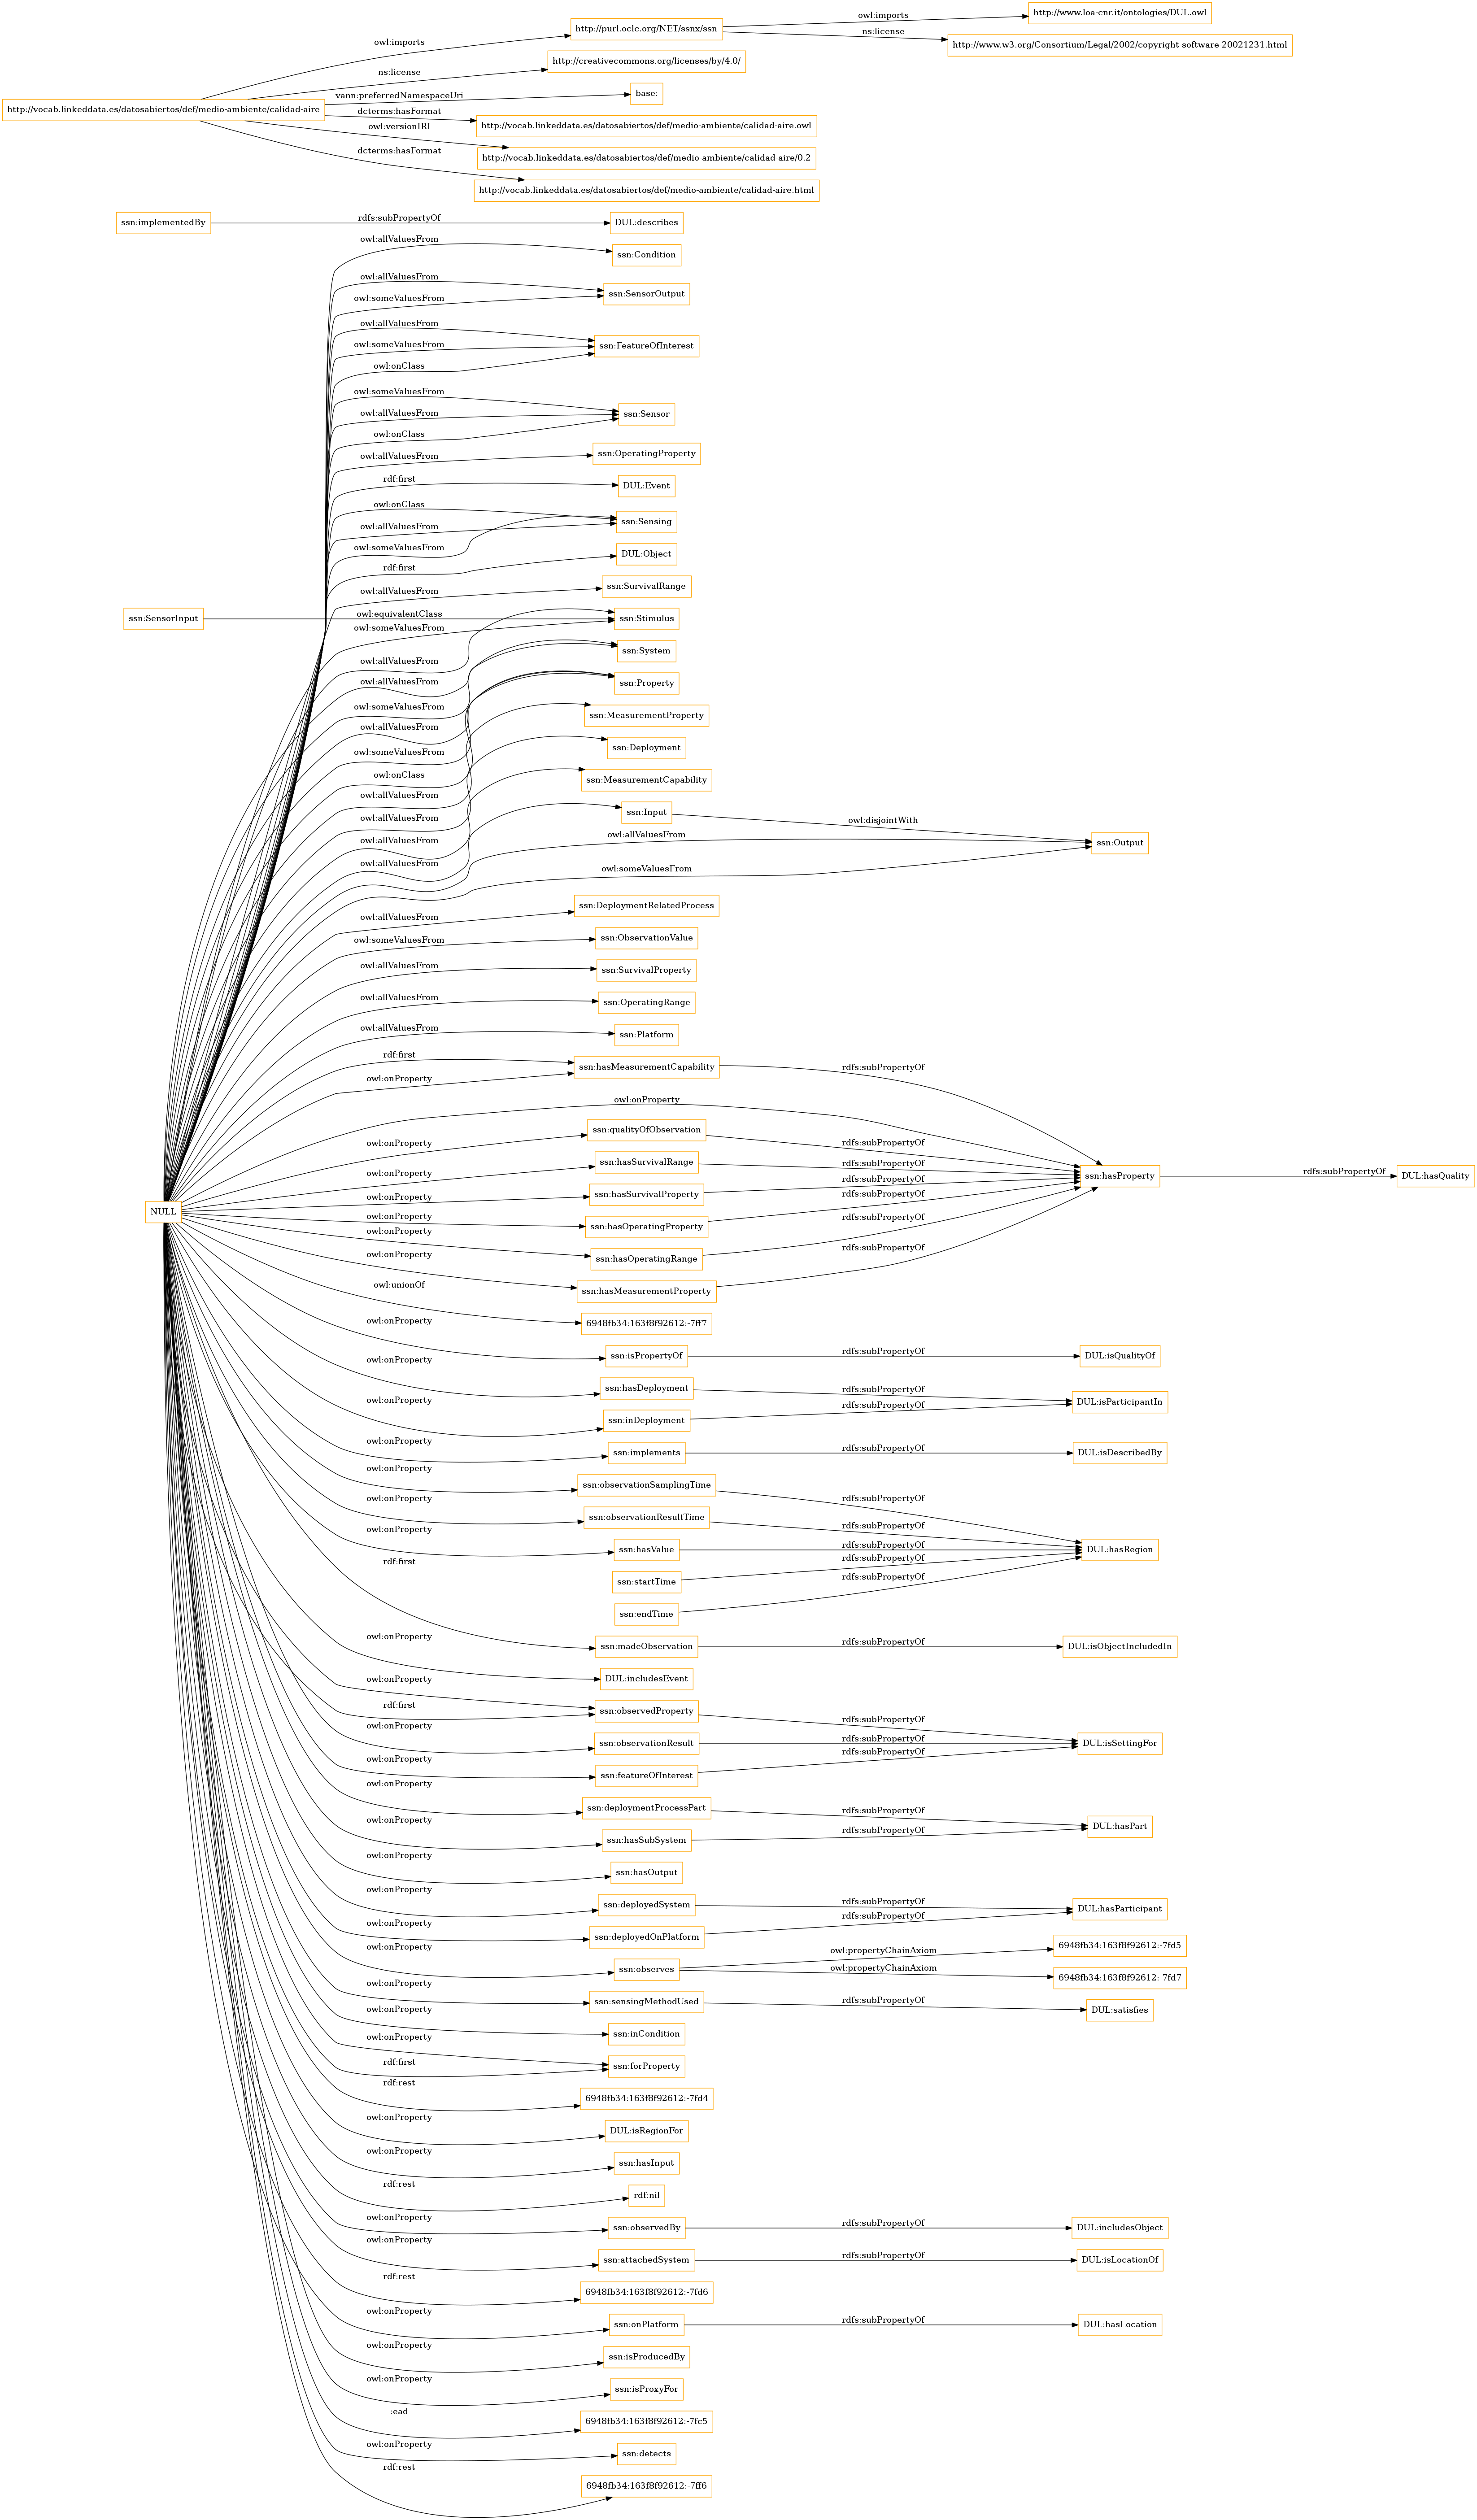 http://www.loa-cnr.it/ontologies/DUL.owl
owl:imports
http://purl.oclc.org/NET/ssnx/ssn
ns:license
http://www.w3.org/Consortium/Legal/2002/copyright-software-20021231.html
owl:imports
http://creativecommons.org/licenses/by/4.0/
ns:license
vann:preferredNamespaceUri
base:
http://vocab.linkeddata.es/datosabiertos/def/medio-ambiente/calidad-aire
dcterms:hasFormat
http://vocab.linkeddata.es/datosabiertos/def/medio-ambiente/calidad-aire.owl
owl:versionIRI
http://vocab.linkeddata.es/datosabiertos/def/medio-ambiente/calidad-aire/0.2
dcterms:hasFormat
http://vocab.linkeddata.es/datosabiertos/def/medio-ambiente/calidad-aire.html
ssn:implementedBy
rdfs:subPropertyOf
DUL:describes
owl:allValuesFrom
ssn:Condition
owl:allValuesFrom
ssn:SensorOutput
owl:someValuesFrom
owl:allValuesFrom
owl:someValuesFrom
ssn:FeatureOfInterest
owl:onClass
owl:someValuesFrom
owl:allValuesFrom
ssn:Sensor
owl:onClass
owl:allValuesFrom
ssn:OperatingProperty
rdf:first
DUL:Event
owl:onClass
ssn:Sensing
owl:allValuesFrom
owl:someValuesFrom
DUL:Object
rdf:first
owl:allValuesFrom
ssn:SurvivalRange
ssn:SensorInput
owl:equivalentClass
ssn:Stimulus
owl:someValuesFrom
owl:allValuesFrom
ssn:System
owl:allValuesFrom
ssn:Property
owl:someValuesFrom
ssn:MeasurementProperty
owl:allValuesFrom
ssn:Deployment
owl:someValuesFrom
owl:onClass
ssn:MeasurementCapability
owl:allValuesFrom
ssn:Input
owl:allValuesFrom
owl:disjointWith
owl:allValuesFrom
owl:allValuesFrom
ssn:Output
owl:allValuesFrom
owl:someValuesFrom
ssn:DeploymentRelatedProcess
owl:allValuesFrom
ssn:ObservationValue
owl:someValuesFrom
ssn:SurvivalProperty
owl:allValuesFrom
ssn:OperatingRange
owl:allValuesFrom
ssn:Platform
owl:allValuesFrom
rdf:first
ssn:hasMeasurementCapability
rdfs:subPropertyOf
owl:onProperty
owl:onProperty
ssn:qualityOfObservation
owl:onProperty
rdfs:subPropertyOf
ssn:hasSurvivalRange
owl:onProperty
rdfs:subPropertyOf
ssn:hasProperty
rdfs:subPropertyOf
DUL:hasQuality
ssn:hasSurvivalProperty
owl:onProperty
rdfs:subPropertyOf
NULL
owl:onProperty
ssn:hasOperatingProperty
rdfs:subPropertyOf
owl:onProperty
ssn:hasOperatingRange
rdfs:subPropertyOf
owl:onProperty
ssn:hasMeasurementProperty
rdfs:subPropertyOf
owl:unionOf
6948fb34:163f8f92612:-7ff7
owl:onProperty
ssn:isPropertyOf
rdfs:subPropertyOf
DUL:isQualityOf
owl:onProperty
ssn:hasDeployment
rdfs:subPropertyOf
DUL:isParticipantIn
owl:onProperty
ssn:inDeployment
rdfs:subPropertyOf
owl:onProperty
ssn:implements
rdfs:subPropertyOf
DUL:isDescribedBy
owl:onProperty
ssn:observationSamplingTime
rdfs:subPropertyOf
owl:onProperty
ssn:observationResultTime
rdfs:subPropertyOf
owl:onProperty
ssn:hasValue
rdfs:subPropertyOf
DUL:hasRegion
rdf:first
ssn:startTime
rdfs:subPropertyOf
ssn:endTime
rdfs:subPropertyOf
ssn:madeObservation
rdfs:subPropertyOf
DUL:isObjectIncludedIn
owl:onProperty
DUL:includesEvent
owl:onProperty
rdf:first
ssn:observedProperty
rdfs:subPropertyOf
owl:onProperty
ssn:observationResult
rdfs:subPropertyOf
DUL:isSettingFor
owl:onProperty
ssn:featureOfInterest
rdfs:subPropertyOf
owl:onProperty
ssn:deploymentProcessPart
rdfs:subPropertyOf
DUL:hasPart
owl:onProperty
ssn:hasSubSystem
rdfs:subPropertyOf
owl:onProperty
ssn:hasOutput
owl:onProperty
ssn:deployedSystem
rdfs:subPropertyOf
DUL:hasParticipant
owl:onProperty
ssn:deployedOnPlatform
rdfs:subPropertyOf
owl:onProperty
ssn:observes
owl:propertyChainAxiom
6948fb34:163f8f92612:-7fd5
owl:propertyChainAxiom
6948fb34:163f8f92612:-7fd7
owl:onProperty
ssn:sensingMethodUsed
rdfs:subPropertyOf
DUL:satisfies
owl:onProperty
ssn:inCondition
owl:onProperty
rdf:first
ssn:forProperty
rdf:rest
6948fb34:163f8f92612:-7fd4
owl:onProperty
DUL:isRegionFor
owl:onProperty
ssn:hasInput
rdf:rest
rdf:nil
owl:onProperty
ssn:observedBy
rdfs:subPropertyOf
DUL:includesObject
owl:onProperty
ssn:attachedSystem
rdfs:subPropertyOf
DUL:isLocationOf
rdf:rest
6948fb34:163f8f92612:-7fd6
owl:onProperty
ssn:onPlatform
rdfs:subPropertyOf
DUL:hasLocation
owl:onProperty
ssn:isProducedBy
owl:onProperty
ssn:isProxyFor
:ead
6948fb34:163f8f92612:-7fc5
owl:onProperty
ssn:detects
rdf:rest
6948fb34:163f8f92612:-7ff6